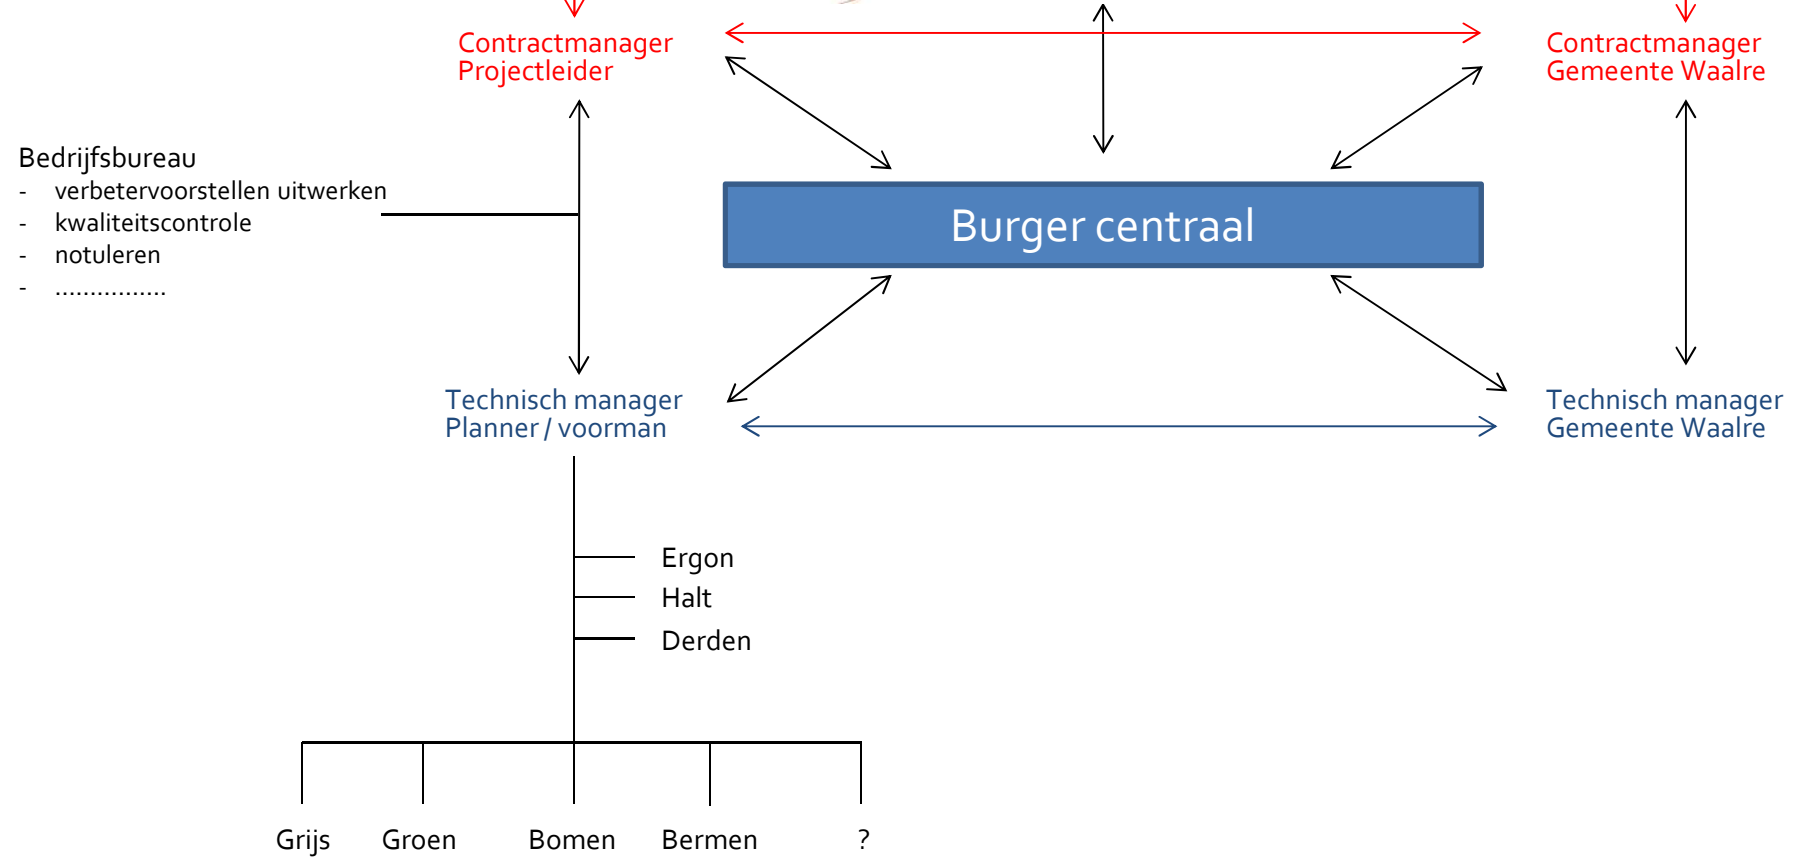 Contractmanager
Projectleider
Contractmanager
Gemeente Waalre
Bedrijfsbureau
- verbetervoorstellen uitwerken
- kwaliteitscontrole
- notuleren
- ................
Burger centraal
Technisch manager
Planner / voorman
Technisch manager
Gemeente Waalre
Ergon
Halt
Derden
Grijs Groen Bomen Bermen ?